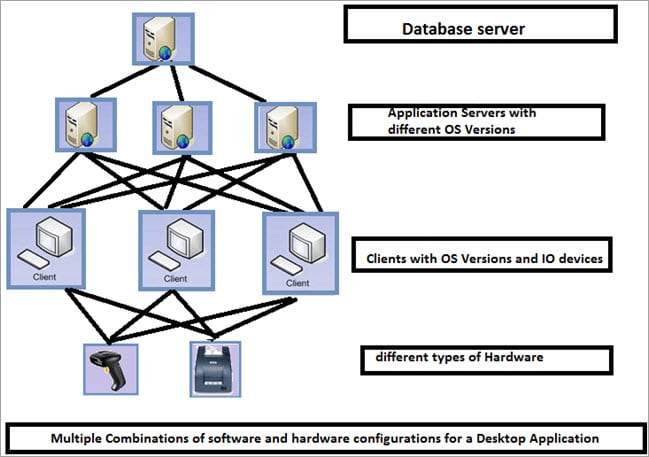 Database server
Application Servers with
different OS Versions
Client
Client
Client
Clients with OS Versions and IO devices
different types of Hardware
Multiple Combinations of software and hardware configurations for a Desktop Application